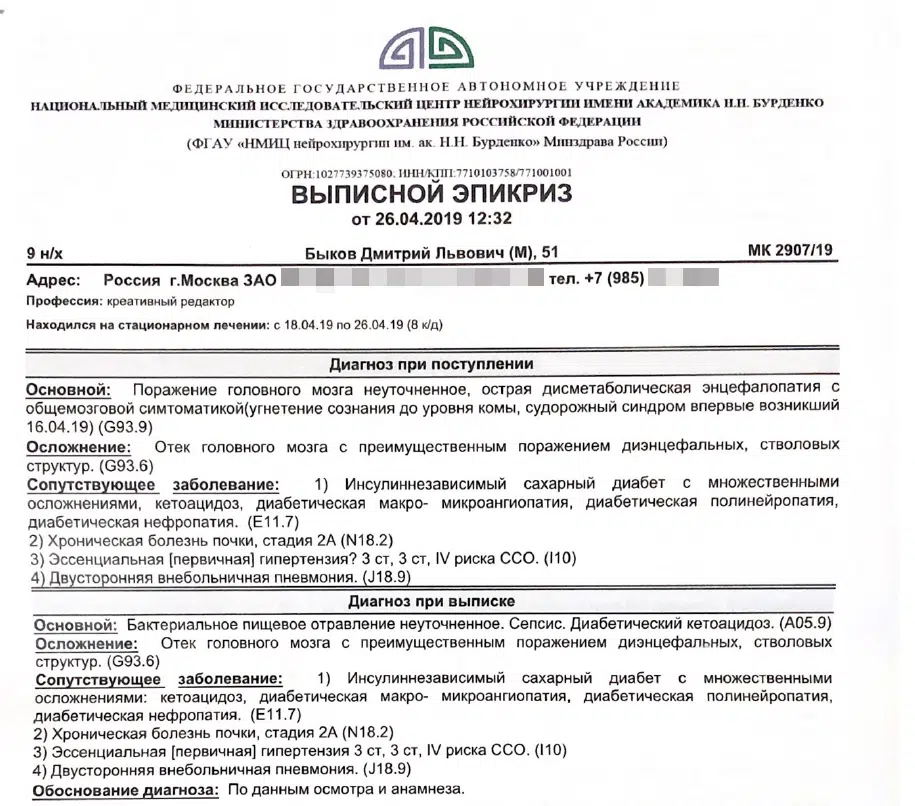 ФЕДЕРАЛЬНОЕ ГОСУДАРСТВЕННОЕ АВТОНОМНОЕ УЧРЕЖДЕНИЕ
НАЦИОНАЛЬНЫЙ МЕДИЦИНСКИЙ ИССЛЕДОВАТЕЛЬСКИЙ ЦЕНТР НЕЙРОХИРУРГИИ ИМЕНИ АКАДЕМИКА Н.Н. БУРДЕНКО
МИНИСТЕРСТВА ЗДРАВООХРАНЕНИЯ РОССИЙСКОЙ ФЕДЕРАЦИИ
(ФГАУ «НМИЦ нейрохирургии им. ак. Н.Н. Бурденко» Минздрава России)
ОГРН:1027739375080, ИНН/КПП:7710103758/771001001
ВЫПИСНОЙ ЭПИКРИЗ
от 26.04.2019 12:32
9 н/х Быков Дмитрий Львович (М), 51 МК 2907/19
Адрес: Россия г.Москва ЗАО тел. +7 (985)
Профессия: креативный редактор
Находился на стационарном лечении: с 18.04.19 по 26.04.19 (8 к/д)
Диагноз при поступлении
Основной: Поражение головного мозга неуточненное, острая дисметаболическая энцефалопатия с
общемозговой симтоматикой(угнетение сознания до уровня комы, судорожный синдром впервые возникший
16.04.19) (G93.9)
Осложнение: Отек головного мозга с преимущественным поражением диэнцефальных, стволовых
структур. (G93.6)
Сопутствующее заболевание: 1) Инсулиннезависимый сахарный диабет с множественными
осложнениями, кетоацидоз, диабетическая макро- микроангиопатия, диабетическая полинейропатия,
диабетическая нефропатия. (E11.7)
2) Хроническая болезнь почки, стадия 2А (N18.2)
3) Эссенциальная [первичная] гипертензия? 3 ст, 3 ст, IV риска ССО. (I10)
4) Двусторонняя внебольничная пневмония. (J18.9)
Диагноз при выписке
Основной: Бактериальное пищевое отравление неуточненное. Сепсис. Диабетический кетоацидоз. (A05.9)
Осложнение: Отек головного мозга с преимущественным поражением диэнцефальных, стволовых
структур. (G93.6)
Сопутствующее заболевание: 1) Инсулиннезависимый сахарный диабет с множественными
осложнениями: кетоацидоз, диабетическая макро- микроангиопатия, диабетическая полинейропатия,
диабетическая нефропатия. (E11.7)
2) Хроническая болезнь почки, стадия 2А (N18.2)
3) Эссенциальная [первичная] гипертензия 3 ст, 3 ст, IV риска ССО. (I10)
4) Двусторонняя внебольничная пневмония. (J18.9)
Обоснование диагноза: По данным осмотра и анамнеза.